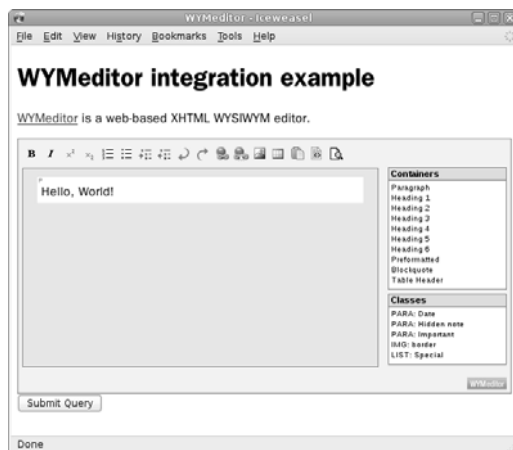 WYMeditor - Iceweasel
File Edit View History Bookmarks Tools Help
WYMeditor integration example
WYMeditor is a web-based XHTML WYSIWYM editor.
B I x² x₂
P
Hello, World!
Containers
Paragraph
Heading 1
Heading 2
Heading 3
Heading 4
Heading 5
Heading 6
Preformatted
Blockquote
Table Header
Classes
PARA: Date
PARA: Hidden note
PARA: Important
IMG: border
LIST: Special
WYMeditor
Submit Query
Done